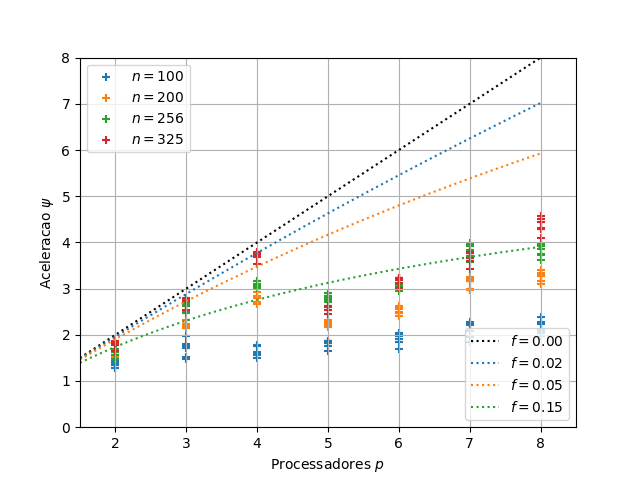 8
7
6
5
4
3
2
1
0
Aceleracao ψ
n = 100
n = 200
n = 256
n = 325
f = 0.00
f = 0.02
f = 0.05
f = 0.15
2 3 4 5 6 7 8
Processadores p